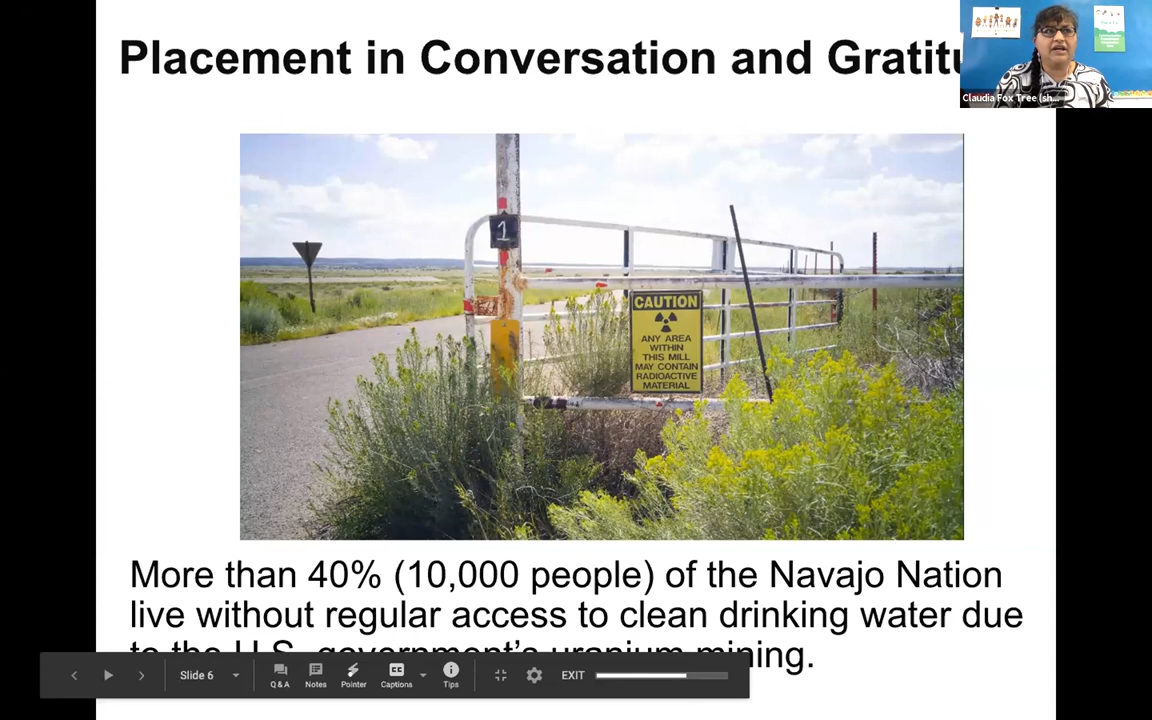 Placement in Conversation and Gratitu
Claudia Fox Tree (sh...
1
CAUTION
ANY AREA
WITHIN
THIS MILL
MAY CONTAIN
RADIOACTIVE
MATERIAL
More than 40% (10,000 people) of the Navajo Nation
live without regular access to clean drinking water due
to the U.S. government's uranium mining.
Slide 6
Q & A
Notes
Pointer
Captions
Tips
EXIT